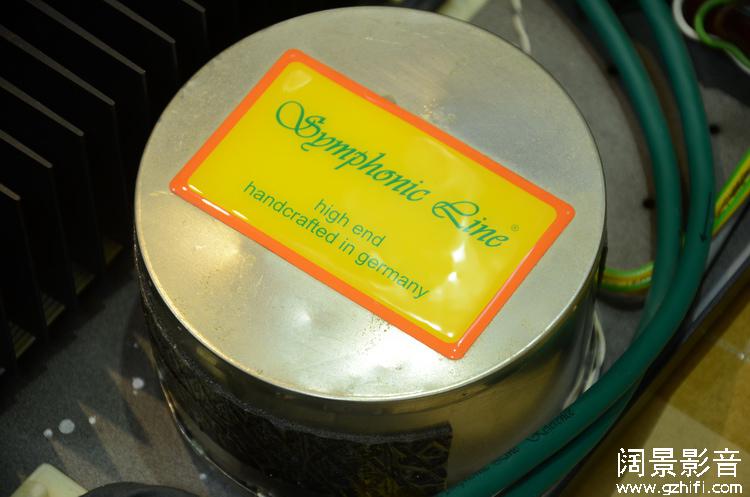 Symphonic Line®
high end
handcrafted in germany
阔景影音
www.gzhifi.com